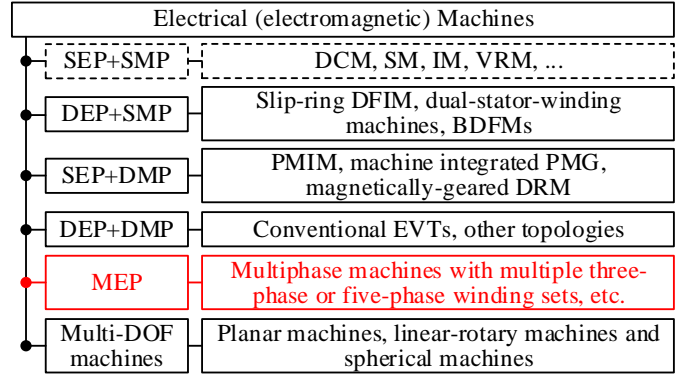 Electrical (electromagnetic) Machines
SEP+SMP
DCM, SM, IM, VRM, ...
DEP+SMP
Slip-ring DFIM, dual-stator-winding
machines, BDFMs
SEP+DMP
PMIM, machine integrated PMG,
magnetically-geared DRM
DEP+DMP
Conventional EVTs, other topologies
MEP
Multiphase machines with multiple three-
phase or five-phase winding sets, etc.
Multi-DOF
machines
Planar machines, linear-rotary machines and
spherical machines